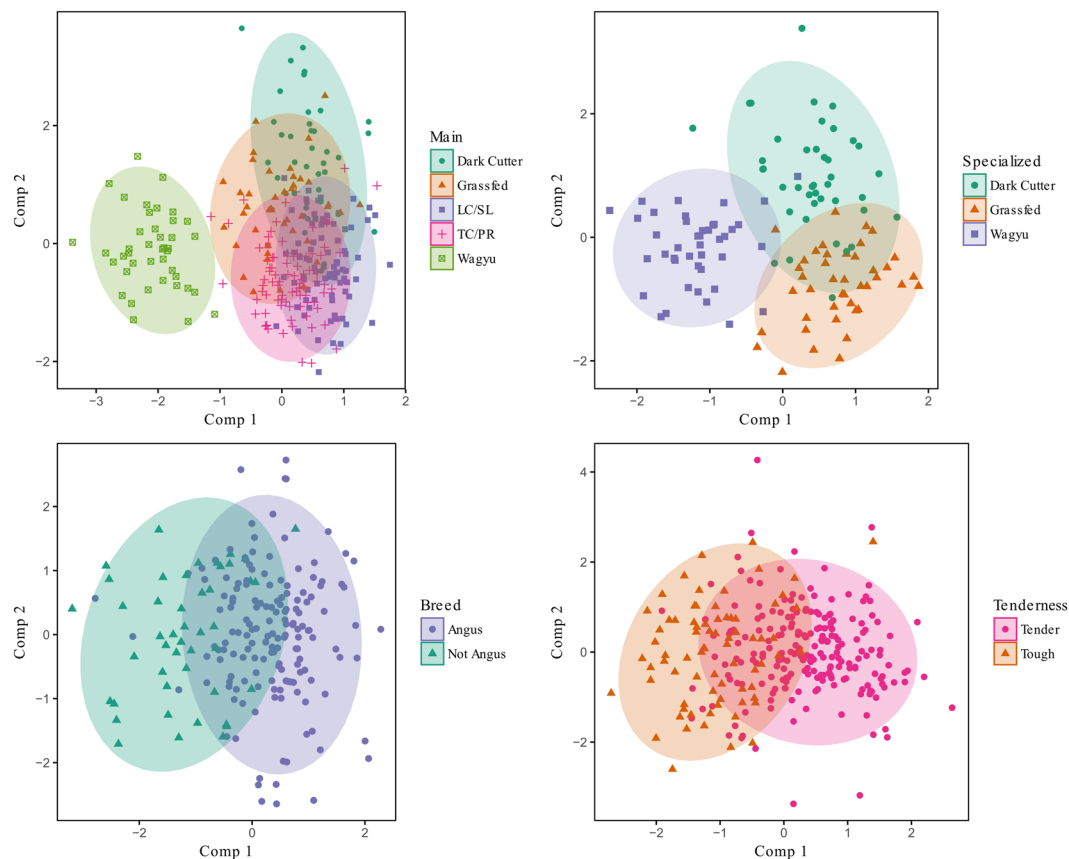 2
0
−2
−3
−2
−1
0
1
2
Comp 1
Comp 2
Main
Dark Cutter
Grassfed
LC/SL
TC/PR
Wagyu
2
0
−2
−2
−1
0
1
2
Comp 1
Comp 2
Specialized
Dark Cutter
Grassfed
Wagyu
2
1
0
−1
−2
−2
0
2
Comp 1
Comp 2
Breed
Angus
Not Angus
4
2
0
−2
−2
−1
0
1
2
Comp 1
Comp 2
Tenderness
Tender
Tough